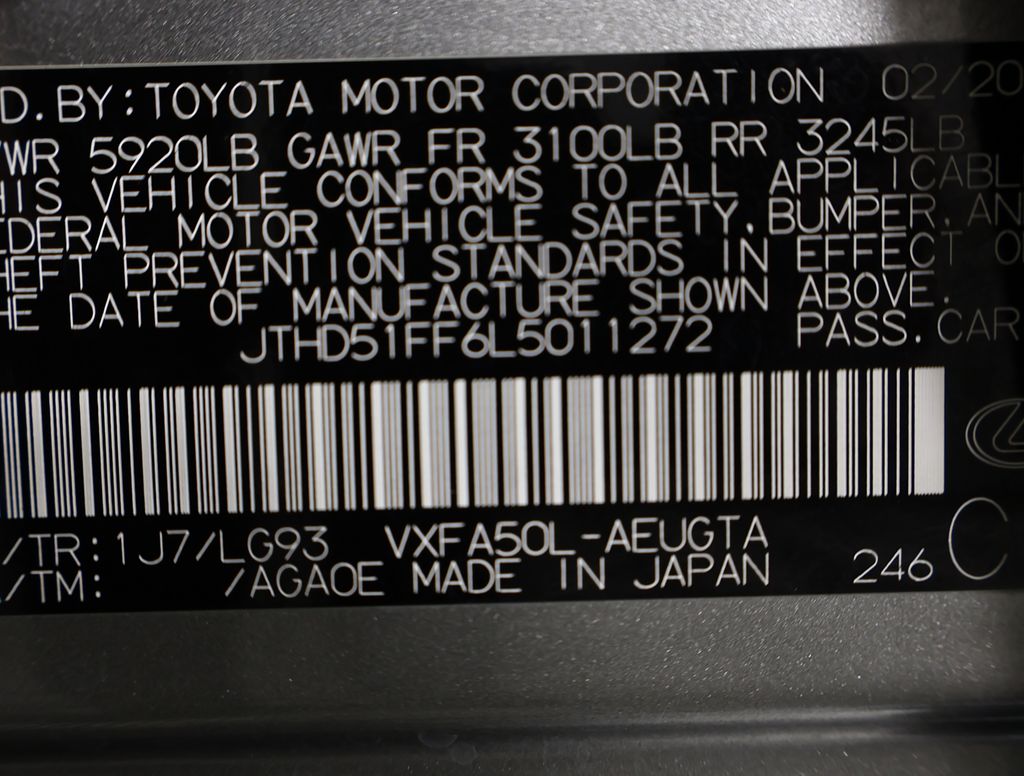 D. BY: TOYOTA MOTOR CORPORATION 02/20
WR 5920LB GAWR FR 3100LB RR 3245LB
HIS VEHICLE CONFORMS TO ALL APPLICABL
EDERAL MOTOR VEHICLE SAFETY, BUMPER, AN
HEFT PREVENTION STANDARDS IN EFFECT O
HE DATE OF MANUFACTURE SHOWN ABOVE.
JTHD51FF6L5011272 PASS. CAR
/TR: 1J7/LG93 VXFA50L-AEUGTA
/TM: /AGA0E MADE IN JAPAN 246 C